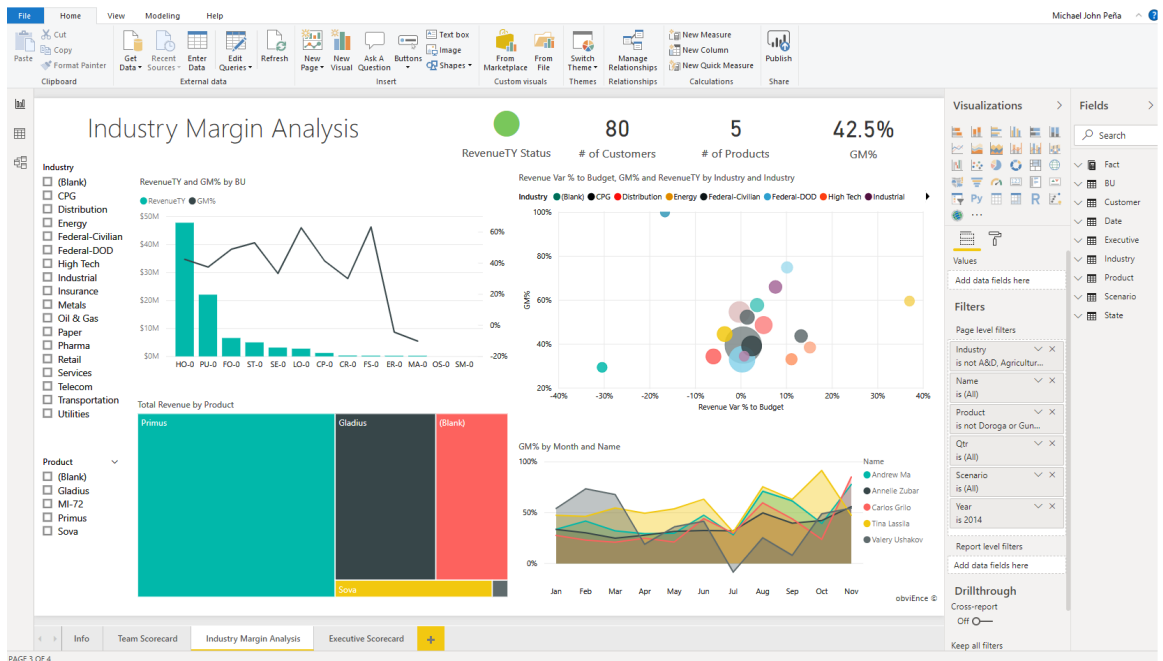 File Home View Modeling Help Michael John Peña
Cut
Copy
Format Painter
Paste
Get Data
Recent Sources
Enter Data
Edit Queries
Refresh
New Page
New Visual
Ask A Question
Buttons
Text box
Image
Shapes
From Marketplace
From File
Switch Theme
Manage Relationships
New Measure
New Column
New Quick Measure
Publish
Clipboard External data Insert Custom visuals Themes Relationships Calculations Share
Industry Margin Analysis
RevenueTY Status
80
# of Customers
5
# of Products
42.5%
GM%
Industry
(Blank)
CPG
Distribution
Energy
Federal-Civilian
Federal-DOD
High Tech
Industrial
Insurance
Metals
Oil & Gas
Paper
Pharma
Retail
Services
Telecom
Transportation
Utilities
Product
(Blank)
Gladius
MI-72
Primus
Sova
RevenueTY and GM% by BU
RevenueTY GM%
$50M
$40M
$30M
$20M
$10M
$0M
60%
40%
20%
0%
-20%
HO-0 PU-0 FO-0 ST-0 SE-0 LO-0 CP-0 CR-0 FS-0 ER-0 MA-0 OS-0 SM-0
Total Revenue by Product
Primus
Gladius
(Blank)
Sova
Revenue Var % to Budget, GM% and RevenueTY by Industry and Industry
Industry (Blank) CPG Distribution Energy Federal-Civilian Federal-DOD High Tech Industrial
100%
80%
60%
40%
20%
GM%
-40% -30% -20% -10% 0% 10% 20% 30% 40%
Revenue Var % to Budget
GM% by Month and Name
100%
50%
0%
Jan Feb Mar Apr May Jun Jul Aug Sep Oct Nov
Name
Andrew Ma
Annelie Zubar
Carlos Grilo
Tina Lassila
Valery Ushakov
obviEnce ©
Visualizations
Py R
Values
Add data fields here
Filters
Page level filters
Industry
is not A&D, Agricultur...
Name
is (All)
Product
is not Doroga or Gun...
Qtr
is (All)
Scenario
is (All)
Year
is 2014
Report level filters
Add data fields here
Drillthrough
Cross-report
Off
Keep all filters
Fields
Search
Fact
BU
Customer
Date
Executive
Industry
Product
Scenario
State
Info Team Scorecard Industry Margin Analysis Executive Scorecard +
PAGE 3 OF 4